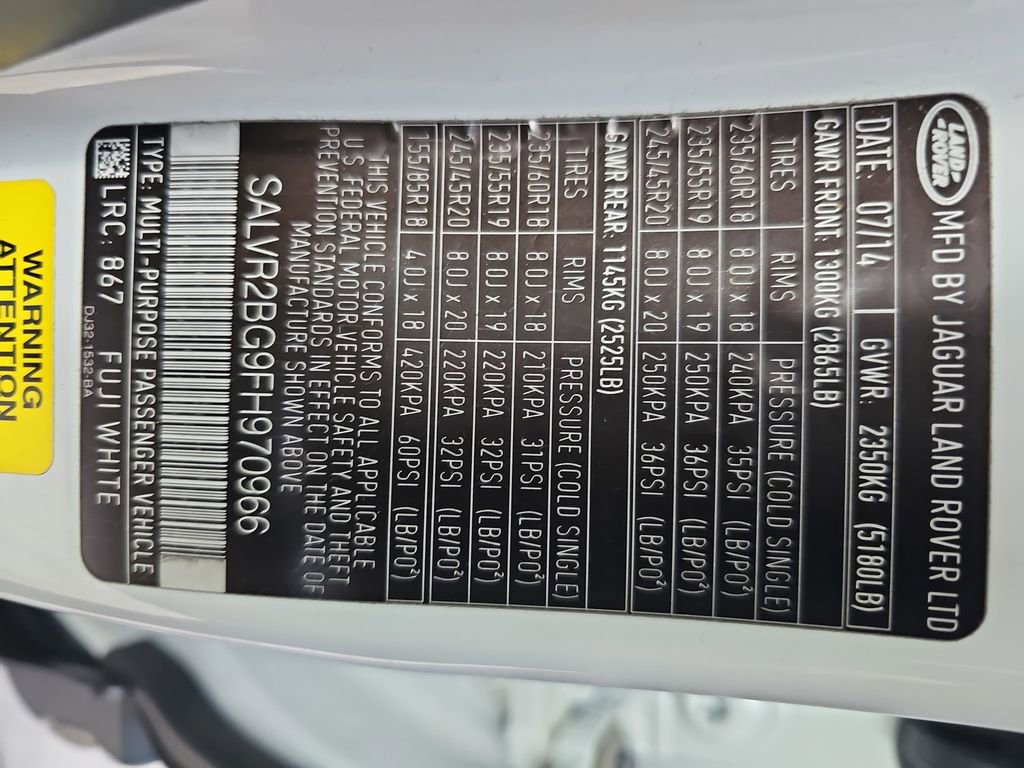 LAND
-ROVER
MFD BY JAGUAR LAND ROVER LTD
DATE: 07/14 GVWR: 2350KG (5180LB)
GAWR FRONT: 1300KG (2865LB)
TIRES RIMS PRESSURE (COLD SINGLE)
235/60R18 8.0J x 18 240KPA 35PSI (LB/PO²)
235/55R19 8.0J x 19 250KPA 36PSI (LB/PO²)
245/45R20 8.0J x 20 250KPA 36PSI (LB/PO²)
GAWR REAR: 1145KG (2525LB)
TIRES RIMS PRESSURE (COLD SINGLE)
235/60R18 8.0J x 18 210KPA 31PSI (LB/PO²)
235/55R19 8.0J x 19 220KPA 32PSI (LB/PO²)
245/45R20 8.0J x 20 220KPA 32PSI (LB/PO²)
155/85R18 4.0J x 18 420KPA 60PSI (LB/PO²)
THIS VEHICLE CONFORMS TO ALL APPLICABLE
U.S. FEDERAL MOTOR VEHICLE SAFETY AND THEFT
PREVENTION STANDARDS IN EFFECT ON THE DATE OF
MANUFACTURE SHOWN ABOVE
SALVR2BG9FH970966
TYPE: MULTI-PURPOSE PASSENGER VEHICLE
LRC: 867 FUJI WHITE
DJ32-1532-BA
WARNING
ATTENTION